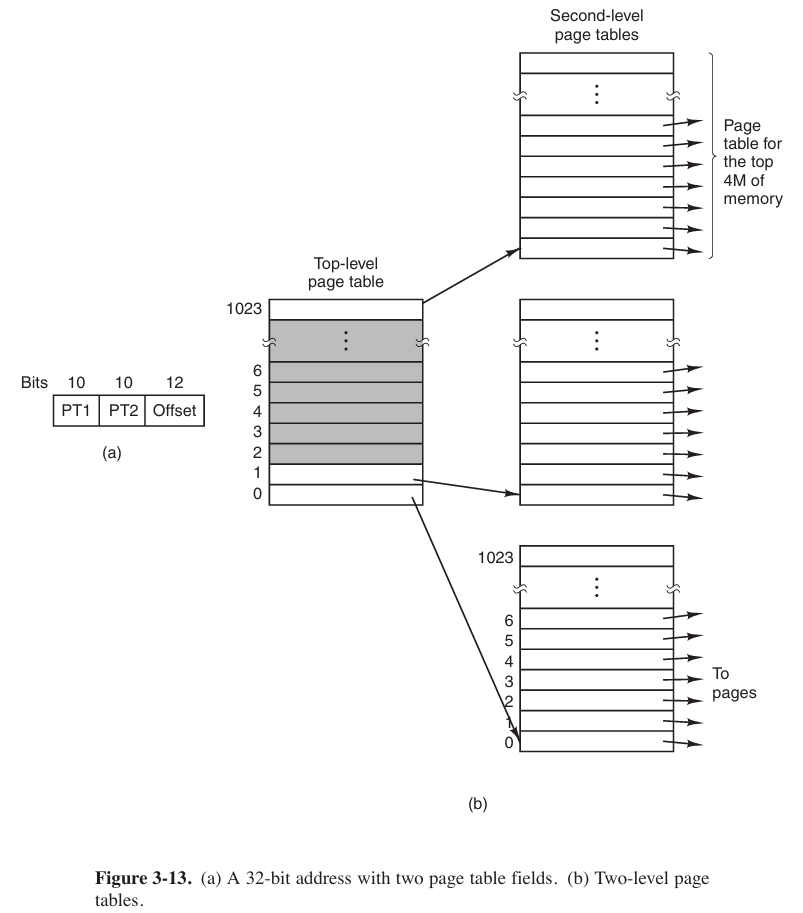 Second-level
page tables
Page
table for
the top
4M of
memory
Top-level
page table
1023
6
5
4
3
2
1
0
Bits 10 10 12
PT1 PT2 Offset
(a)
1023
6
5
4
3
2
1
0
To
pages
(b)
Figure 3-13. (a) A 32-bit address with two page table fields. (b) Two-level page
tables.